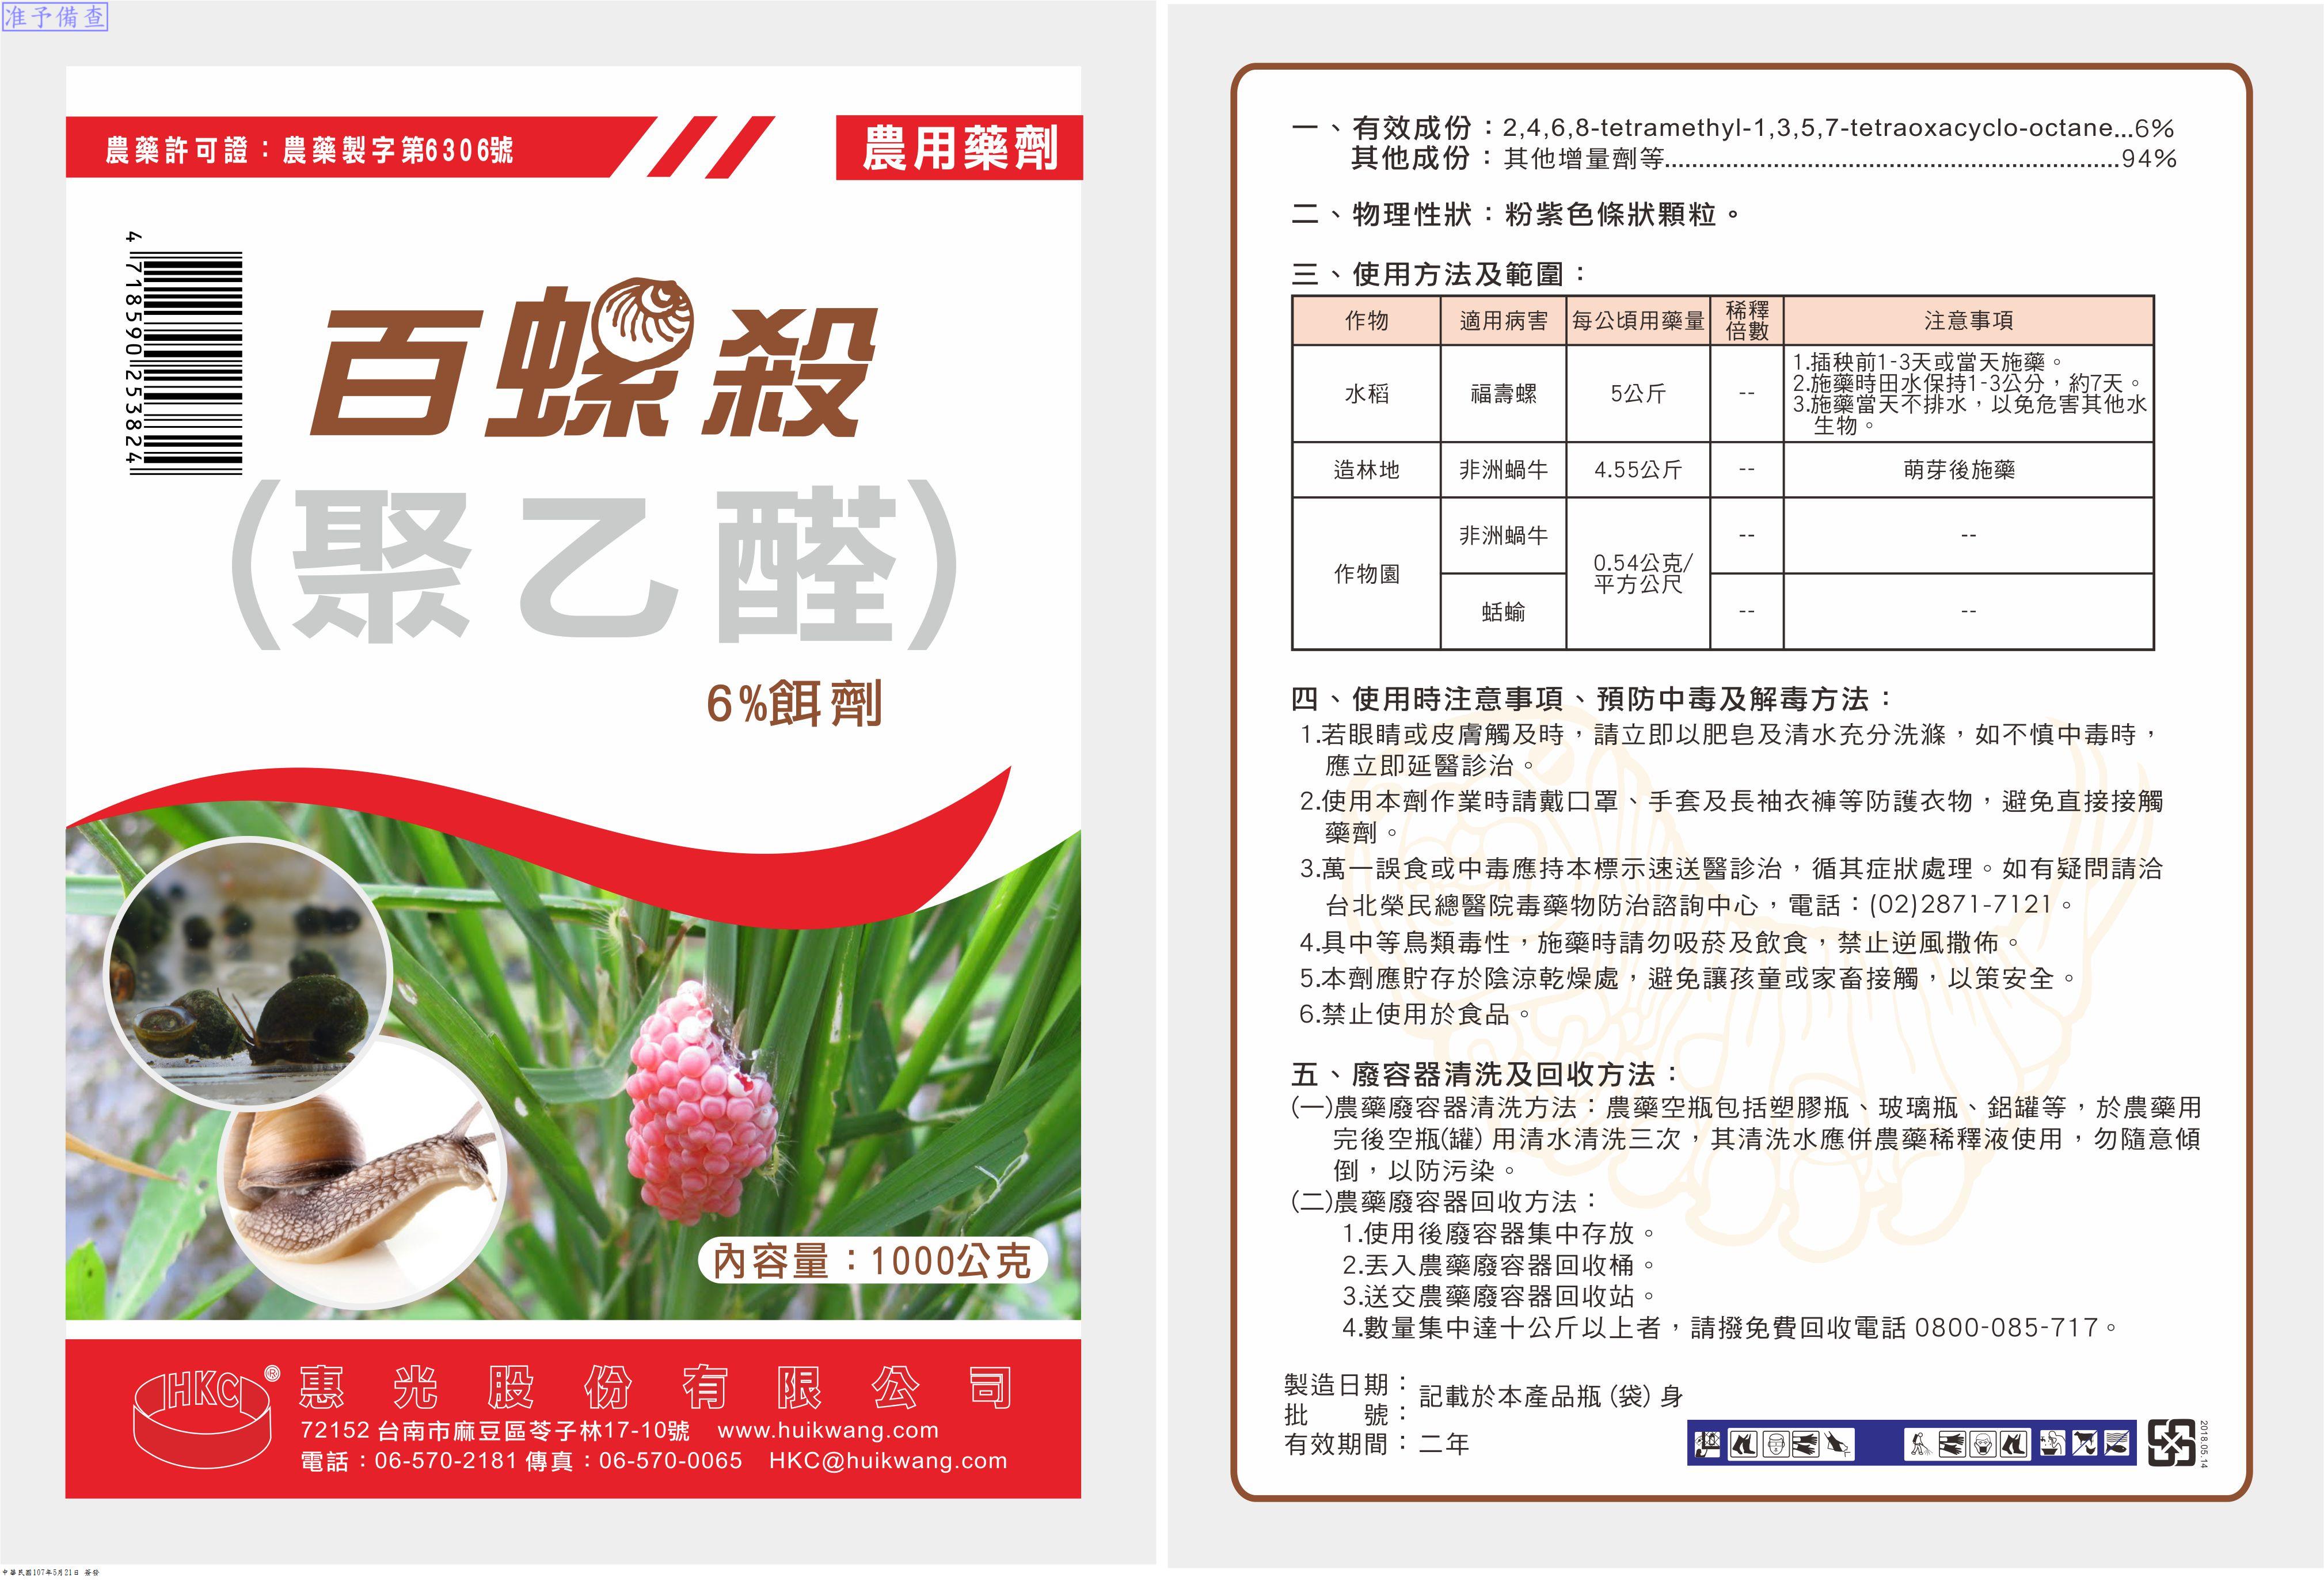 准予備查
農藥許可證：農藥製字第6306號
農用藥劑
4 718590 253824
百螺殺
(聚乙醛)
6%餌劑
內容量：1000公克
HKC®
惠光股份有限公司
72152 台南市麻豆區苓子林17-10號 www.huikwang.com
電話：06-570-2181 傳真：06-570-0065 HKC@huikwang.com
中華民國107年5月21日 簽發
一、有效成份：2,4,6,8-tetramethyl-1,3,5,7-tetraoxacyclo-octane...6%
其他成份：其他增量劑等......94%
二、物理性狀：粉紫色條狀顆粒。
三、使用方法及範圍：
作物 適用病害 每公頃用藥量 稀釋倍數 注意事項
水稻 福壽螺 5公斤 --
1.插秧前1-3天或當天施藥。
2.施藥時田水保持1-3公分，約7天。
3.施藥當天不排水，以免危害其他水
生物。
造林地 非洲蝸牛 4.55公斤 -- 萌芽後施藥
作物園 非洲蝸牛 0.54公克/平方公尺 -- --
蛞蝓 -- --
四、使用時注意事項、預防中毒及解毒方法：
1.若眼睛或皮膚觸及時，請立即以肥皂及清水充分洗滌，如不慎中毒時，
應立即延醫診治。
2.使用本劑作業時請戴口罩、手套及長袖衣褲等防護衣物，避免直接接觸
藥劑。
3.萬一誤食或中毒應持本標示速送醫診治，循其症狀處理。如有疑問請洽
台北榮民總醫院毒藥物防治諮詢中心，電話：(02)2871-7121。
4.具中等鳥類毒性，施藥時請勿吸菸及飲食，禁止逆風撒佈。
5.本劑應貯存於陰涼乾燥處，避免讓孩童或家畜接觸，以策安全。
6.禁止使用於食品。
五、廢容器清洗及回收方法：
(一)農藥廢容器清洗方法：農藥空瓶包括塑膠瓶、玻璃瓶、鋁罐等，於農藥用
完後空瓶(罐)用清水清洗三次，其清洗水應併農藥稀釋液使用，勿隨意傾
倒，以防污染。
(二)農藥廢容器回收方法：
1.使用後廢容器集中存放。
2.丟入農藥廢容器回收桶。
3.送交農藥廢容器回收站。
4.數量集中達十公斤以上者，請撥免費回收電話 0800-085-717。
製造日期：
批 號：
記載於本產品瓶(袋)身
有效期間：二年
2018.05.14